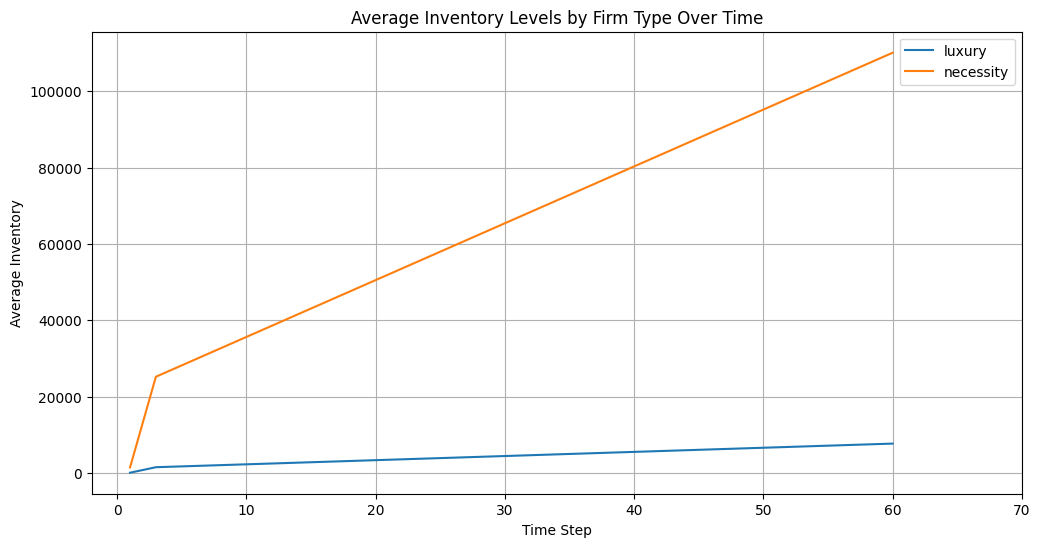 Average Inventory Levels by Firm Type Over Time
luxury
necessity
Average Inventory
100000
80000
60000
40000
20000
0
0 10 20 30 40 50 60 70
Time Step